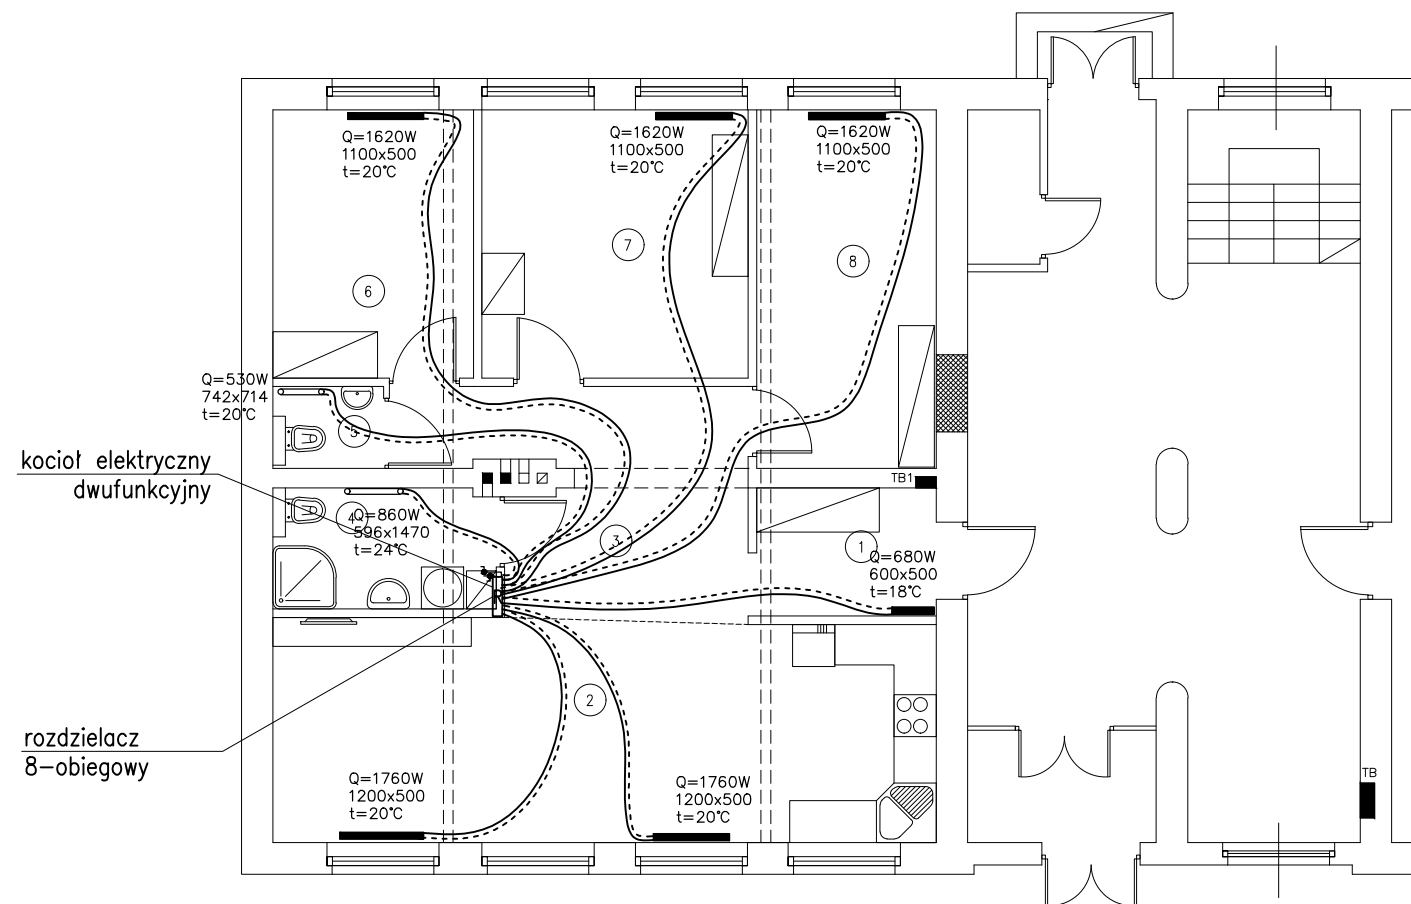 Q=1620W
1100x500
t=20°C
Q=1620W
1100x500
t=20°C
Q=1620W
1100x500
t=20°C
7
8
6
Q=530W
742x714
t=20°C
5
kocioł elektryczny
dwufunkcyjny
TB1
4
Q=860W
596x1470
t=24°C
3
1
Q=680W
600x500
t=18°C
2
rozdzielacz
8-obiegowy
Q=1760W
1200x500
t=20°C
Q=1760W
1200x500
t=20°C
TB